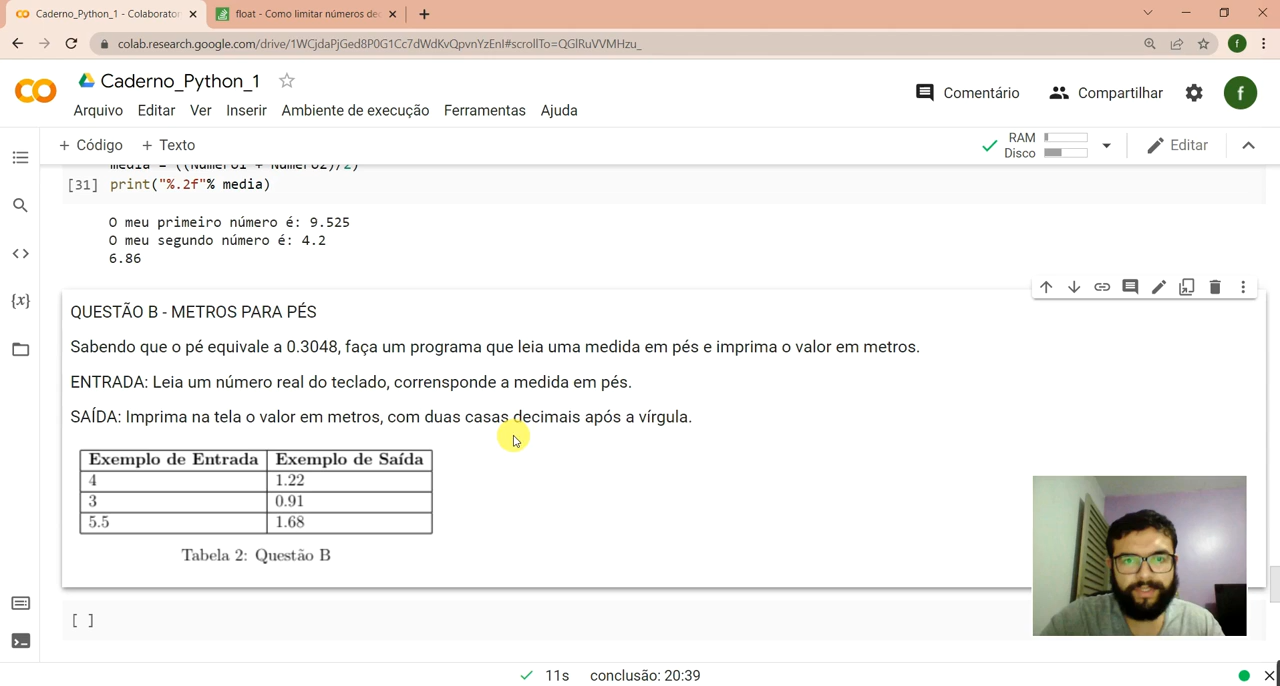 Caderno_Python_1 - Colaborator
float - Como limitar números de
colab.research.google.com/drive/1WCjdaPjGed8P0G1Cc7dWdKvQpvnYzEnI#scrollTo=QGlRuVVMHzu_
f
CO
Caderno_Python_1
Comentário
Compartilhar
f
Arquivo Editar Ver Inserir Ambiente de execução Ferramentas Ajuda
+ Código + Texto
RAM
Disco
Editar
media = ((Numero1 + Numero2)/2)
[31] print("%.2f"% media)
O meu primeiro número é: 9.525
O meu segundo número é: 4.2
6.86
{x}
QUESTÃO B - METROS PARA PÉS
Sabendo que o pé equivale a 0.3048, faça um programa que leia uma medida em pés e imprima o valor em metros.
ENTRADA: Leia um número real do teclado, corrensponde a medida em pés.
SAÍDA: Imprima na tela o valor em metros, com duas casas decimais após a vírgula.
Exemplo de Entrada Exemplo de Saída
4 1.22
3 0.91
5.5 1.68
Tabela 2: Questão B
[ ]
11s conclusão: 20:39